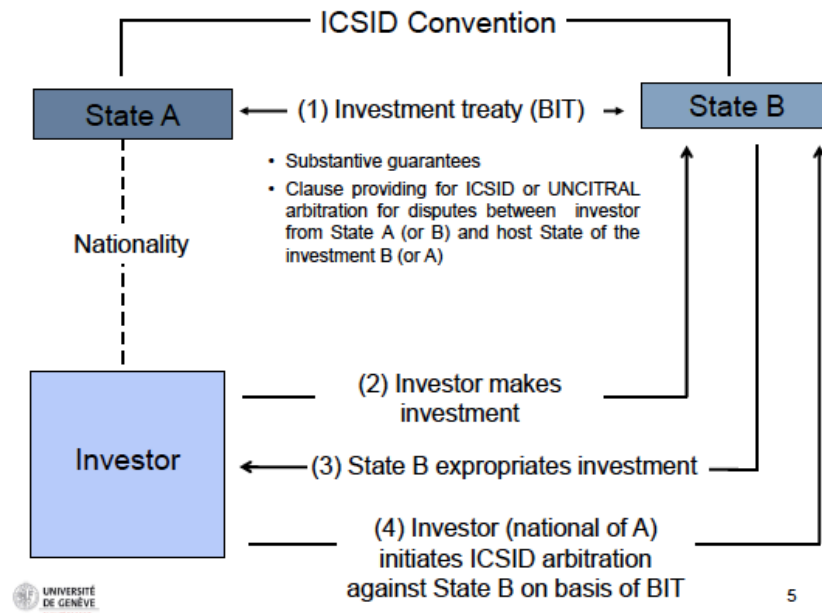 ICSID Convention
State A
(1) Investment treaty (BIT)
State B
• Substantive guarantees
• Clause providing for ICSID or UNCITRAL
arbitration for disputes between investor
from State A (or B) and host State of the
investment B (or A)
Nationality
Investor
(2) Investor makes
investment
(3) State B expropriates investment
(4) Investor (national of A)
initiates ICSID arbitration
against State B on basis of BIT
UNIVERSITÉ
DE GENÈVE
5